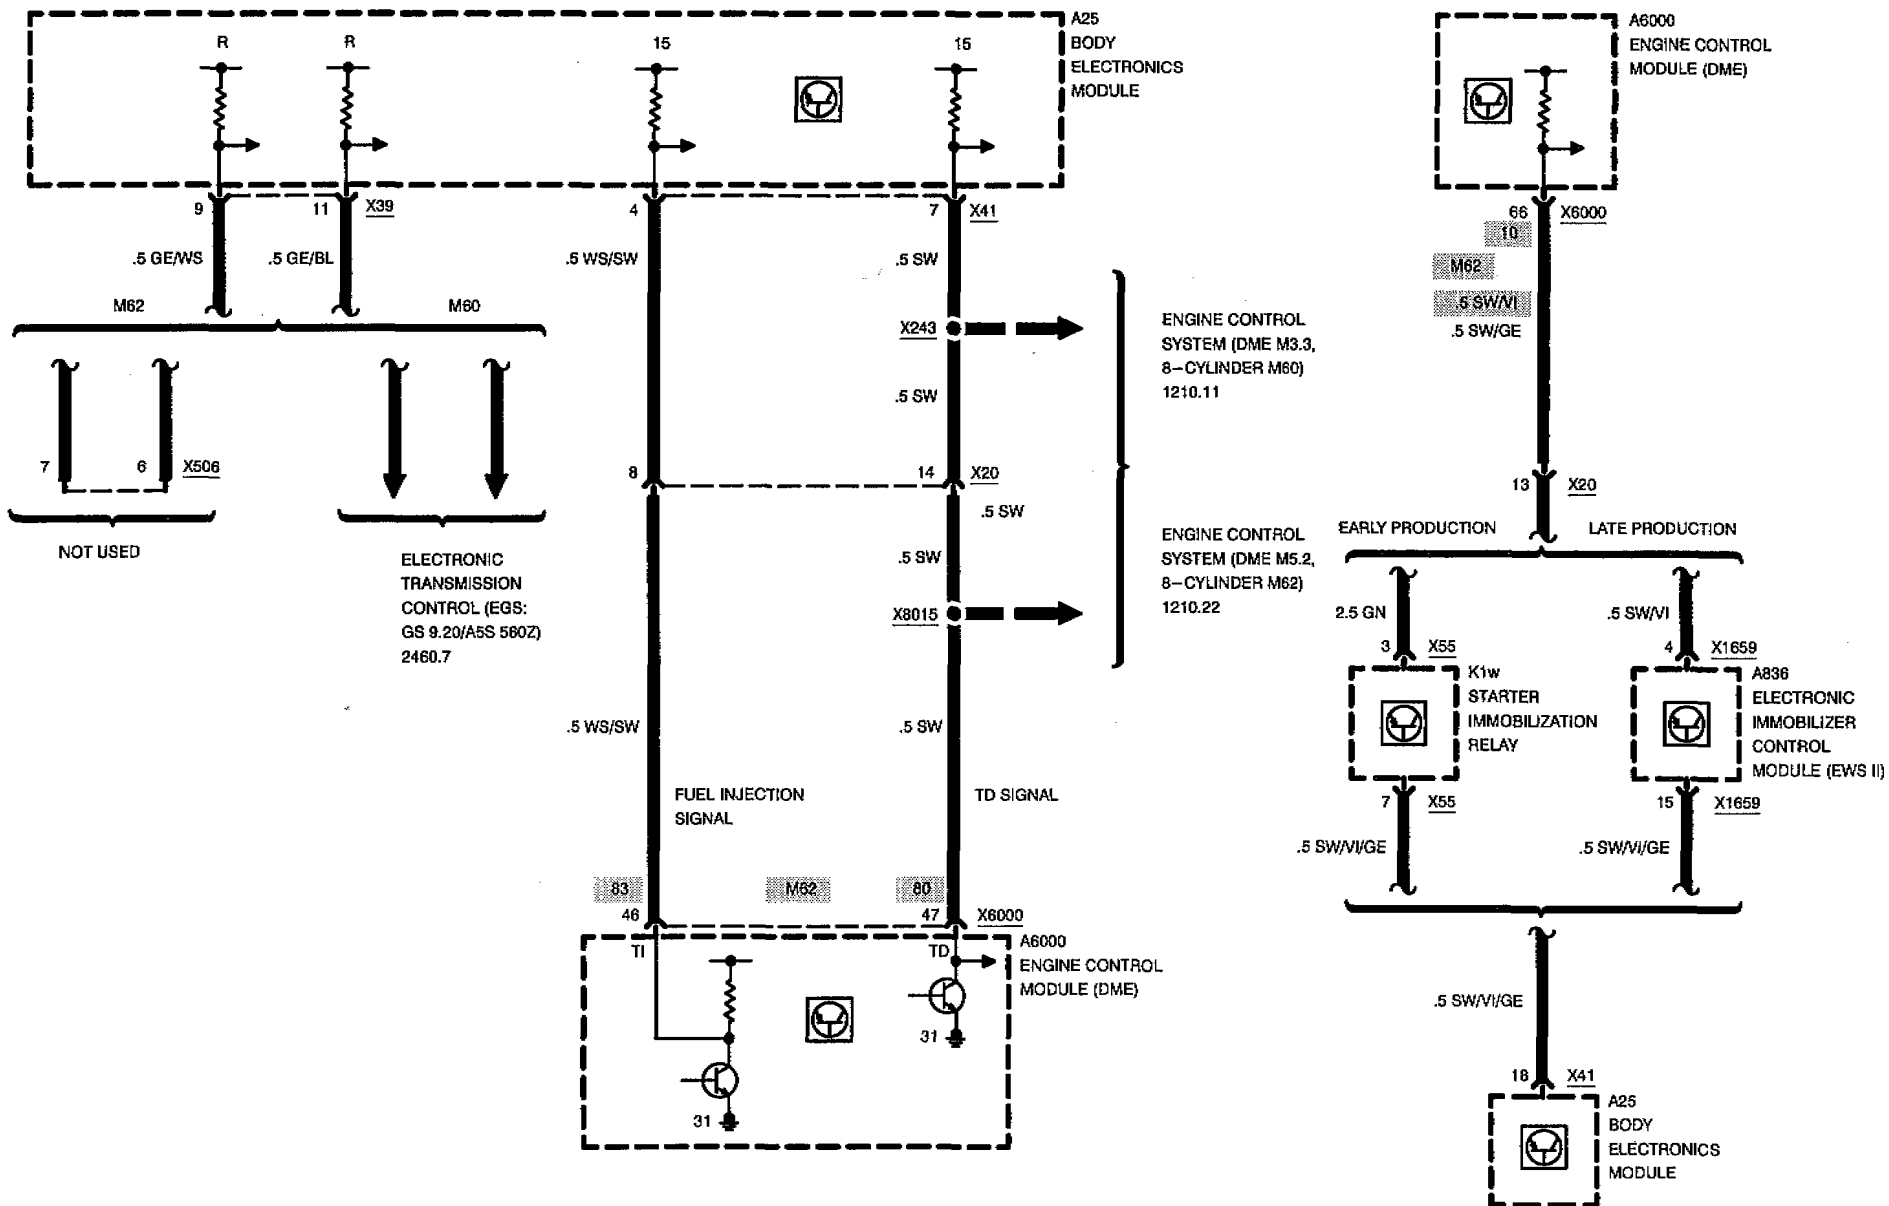 A25
BODY
ELECTRONICS
MODULE
R
R
15
15
9
11
X39
4
7
X41
.5 GE/WS
.5 GE/BL
.5 WS/SW
.5 SW
M62
M60
X243
ENGINE CONTROL
SYSTEM (DME M3.3,
8-CYLINDER M60)
1210.11
.5 SW
7
6
X506
8
14
X20
NOT USED
ELECTRONIC
TRANSMISSION
CONTROL (EGS:
GS 9.20/A5S 560Z)
2460.7
.5 SW
.5 SW
ENGINE CONTROL
SYSTEM (DME M5.2,
8-CYLINDER M62)
1210.22
X8015
.5 WS/SW
.5 SW
FUEL INJECTION
SIGNAL
TD SIGNAL
83
M62
80
46
47
X6000
TI
TD
A6000
ENGINE CONTROL
MODULE (DME)
31
31
A6000
ENGINE CONTROL
MODULE (DME)
66
X6000
10
M62
.5 SW/VI
.5 SW/GE
13
X20
EARLY PRODUCTION
LATE PRODUCTION
2.5 GN
.5 SW/VI
3
X55
4
X1659
K1w
STARTER
IMMOBILIZATION
RELAY
A836
ELECTRONIC
IMMOBILIZER
CONTROL
MODULE (EWS II)
7
X55
15
X1659
.5 SW/VI/GE
.5 SW/VI/GE
.5 SW/VI/GE
18
X41
A25
BODY
ELECTRONICS
MODULE